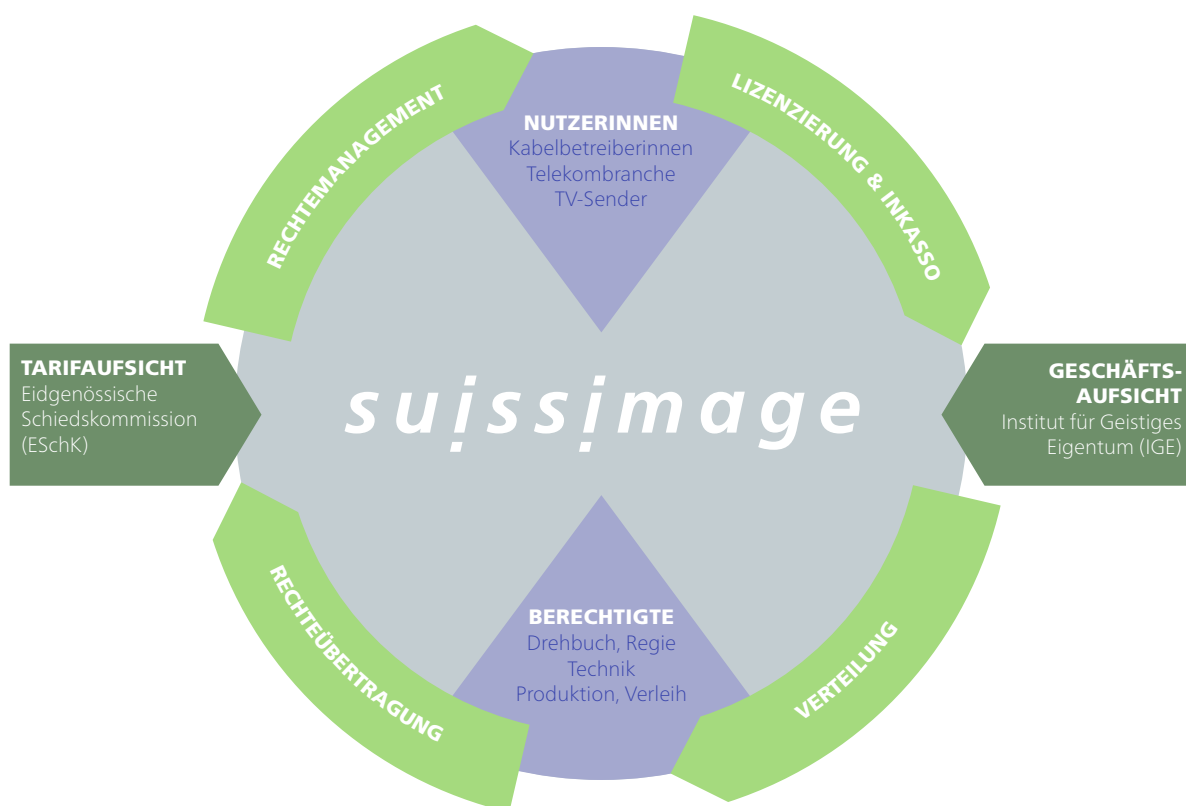 RECHTEMANAGEMENT
NUTZERINNEN
Kabelbetreiberinnen
Telekombranche
TV-Sender
LIZENZIERUNG & INKASSO
TARIFAUFSICHT
Eidgenössische
Schiedskommission
(ESchK)
suissimage
GESCHÄFTS-
AUFSICHT
Institut für Geistiges
Eigentum (IGE)
RECHTEÜBERTRAGUNG
BERECHTIGTE
Drehbuch, Regie
Technik
Produktion, Verleih
VERTEILUNG